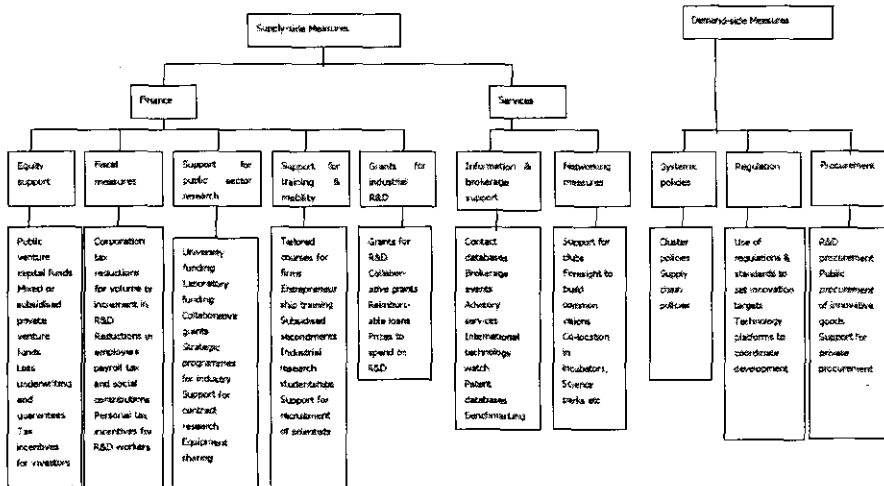 Supply-side Measures
Demand-side Measures
Finance
Services
Equity
support
Fiscal
measures
Support for
public sector
research
Support for
training &
mobility
Grants for
industrial
R&D
Information &
brokerage
support
Networking
measures
Systemic
policies
Regulation
Procurement
Public
venture
capital funds
Mixed or
subsidised
private
venture
funds
Loss
underwriting
and
guarantees
Tax
incentives
for investors
Corporation
tax
reductions
for volume or
increment in
R&D
Reductions in
employers
payroll tax
and social
contributions
Personal tax
incentives for
R&D workers
University
funding
Laboratory
funding
Collaborative
grants
Strategic
programmes
for industry
Support for
contract
research
Equipment
sharing
Tailored
courses for
firms
Entrepreneur
ship training
Subsidised
secondments
Industrial
research
studentships
Support for
recruitment
of scientists
Grants for
R&D
Collabor-
ative grants
Reimburs-
able loans
Prizes to
spend on
R&D
Contact
databases
Brokerage
events
Advisory
services
International
technology
watch
Patent
databases
Benchmarking
Support for
clubs
Foresight to
build
common
visions
Co-location
in
incubators,
Science
parks etc
Cluster
policies
Supply
chain
policies
Use of
regulations &
standards to
set innovation
targets
Technology
platforms to
coordinate
development
R&D
procurement
Public
procurement
of innovative
goods
Support for
private
procurement